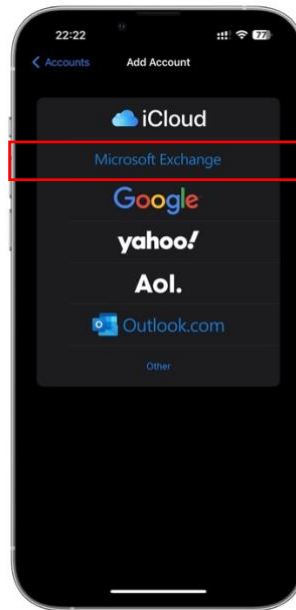 22:22
77
Accounts
Add Account
iCloud
Microsoft Exchange
Google
yahoo!
Aol.
Outlook.com
Other